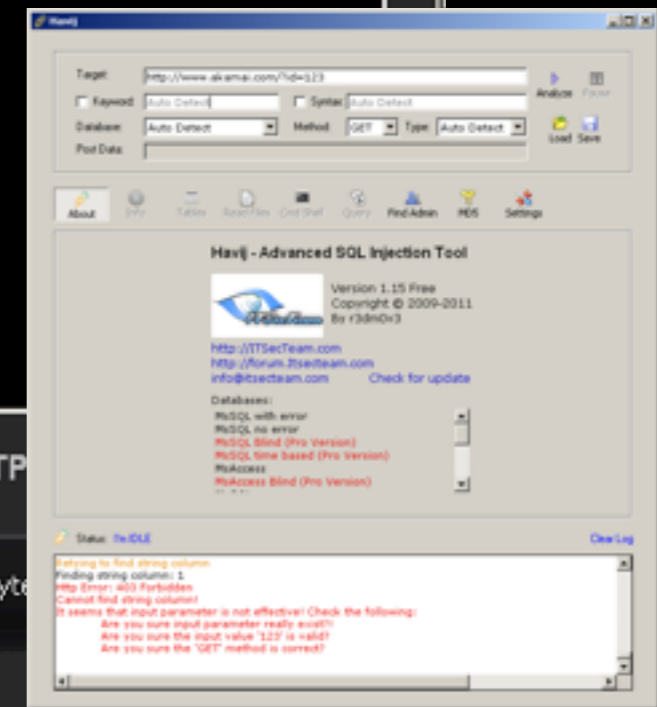 Havij
Target: http://www.akamai.com/?id=123
Analyze Pause
Keyword: Auto Detect Syntax: Auto Detect
Database: Auto Detect Method: GET Type: Auto Detect
Load Save
Post Data:
About Info Tables Read Files Cmd Shell Query Find Admin MD5 Settings
Havij - Advanced SQL Injection Tool
Version 1.15 Free
Copyright © 2009-2011
By r3dm0v3
ITSecTeam
http://ITSecTeam.com
http://forum.itsecteam.com
info@itsecteam.com Check for update
Databases:
MsSQL with error
MsSQL no error
MsSQL Blind (Pro Version)
MsSQL time based (Pro Version)
MsAccess
MsAccess Blind (Pro Version)
TP
yte
Status: I'm IDLE Clear Log
Retrying to find string column
Finding string column: 1
Http Error: 403 Forbidden
Cannot find string column!
It seems that input parameter is not effective! Check the following:
Are you sure input parameter really exist?!
Are you sure the input value '123' is valid?
Are you sure the 'GET' method is correct?